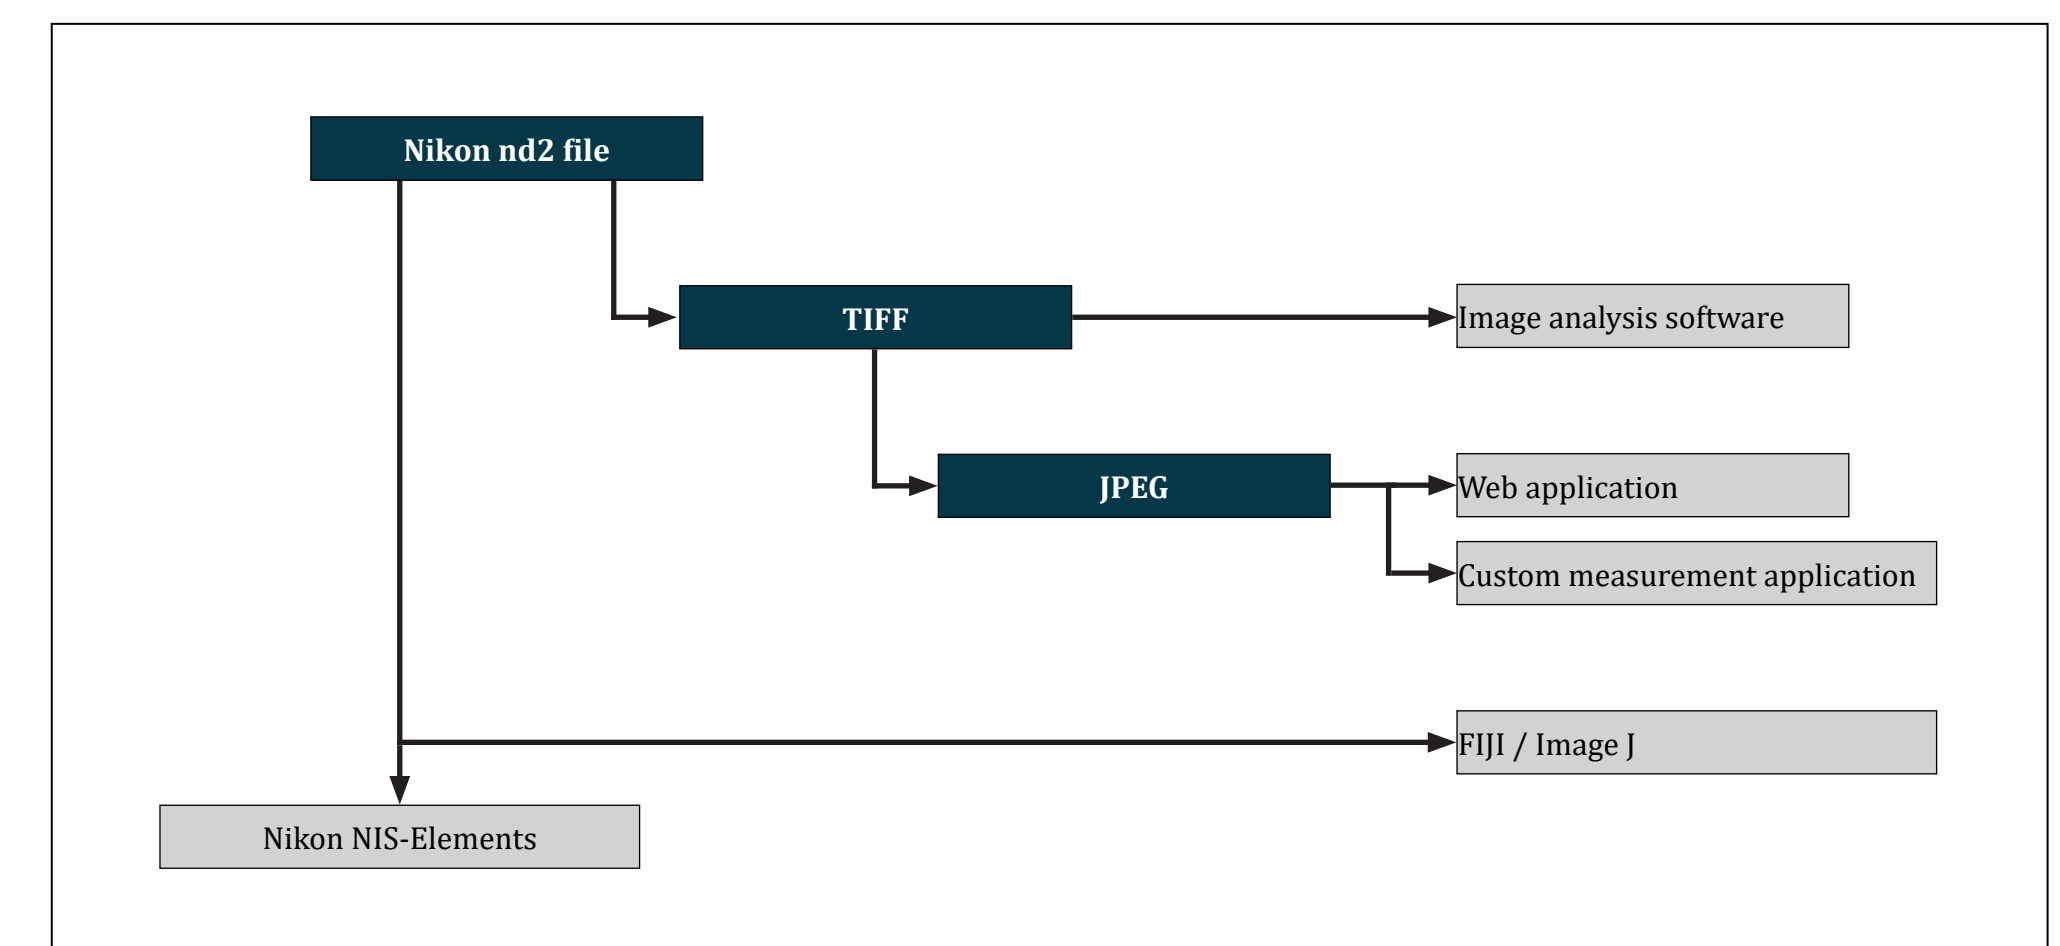 Nikon nd2 file
TIFF
Image analysis software
JPEG
Web application
Custom measurement application
FIJI / Image J
Nikon NIS-Elements